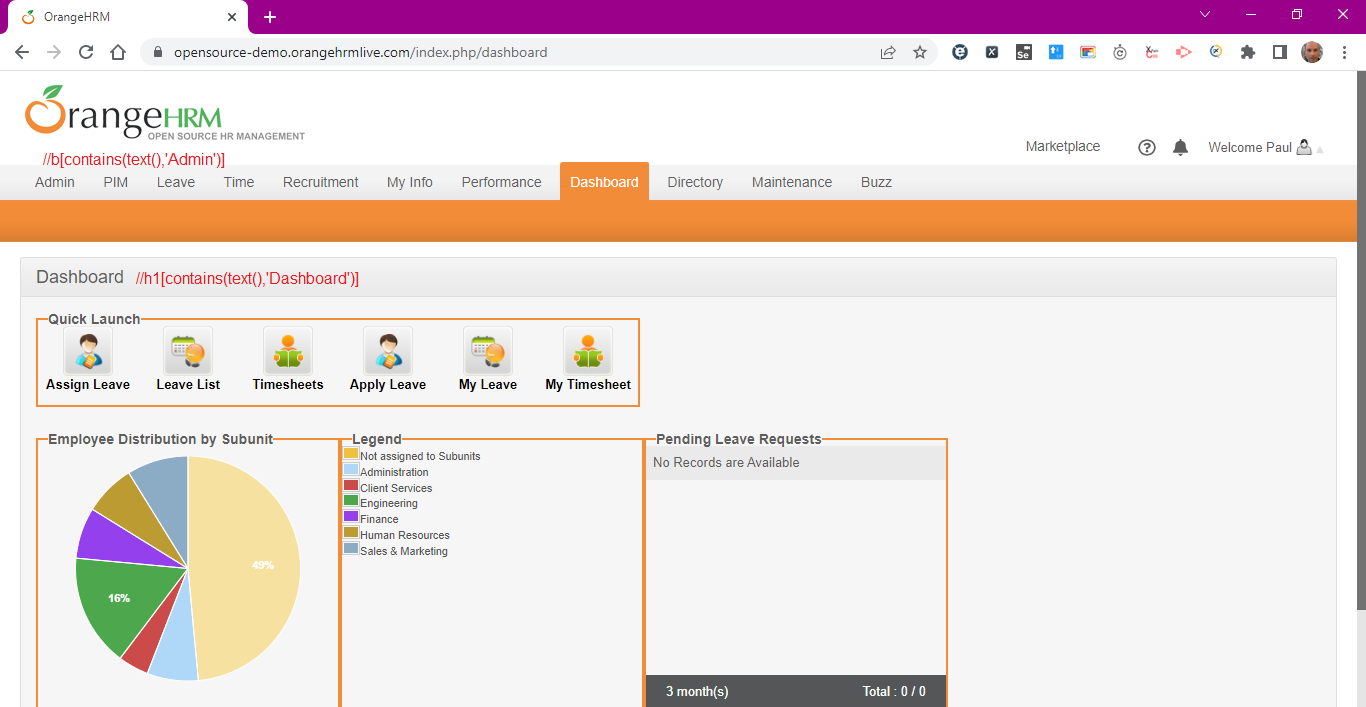 OrangeHRM
opensource-demo.orangehrmlive.com/index.php/dashboard
OrangeHRM
OPEN SOURCE HR MANAGEMENT
Marketplace Welcome Paul
//b[contains(text(),'Admin')]
Admin PIM Leave Time Recruitment My Info Performance Dashboard Directory Maintenance Buzz
Dashboard //h1[contains(text(),'Dashboard')]
Quick Launch
Assign Leave Leave List Timesheets Apply Leave My Leave My Timesheet
Employee Distribution by Subunit
49%
16%
Legend
Not assigned to Subunits
Administration
Client Services
Engineering
Finance
Human Resources
Sales & Marketing
Pending Leave Requests
No Records are Available
3 month(s) Total : 0 / 0